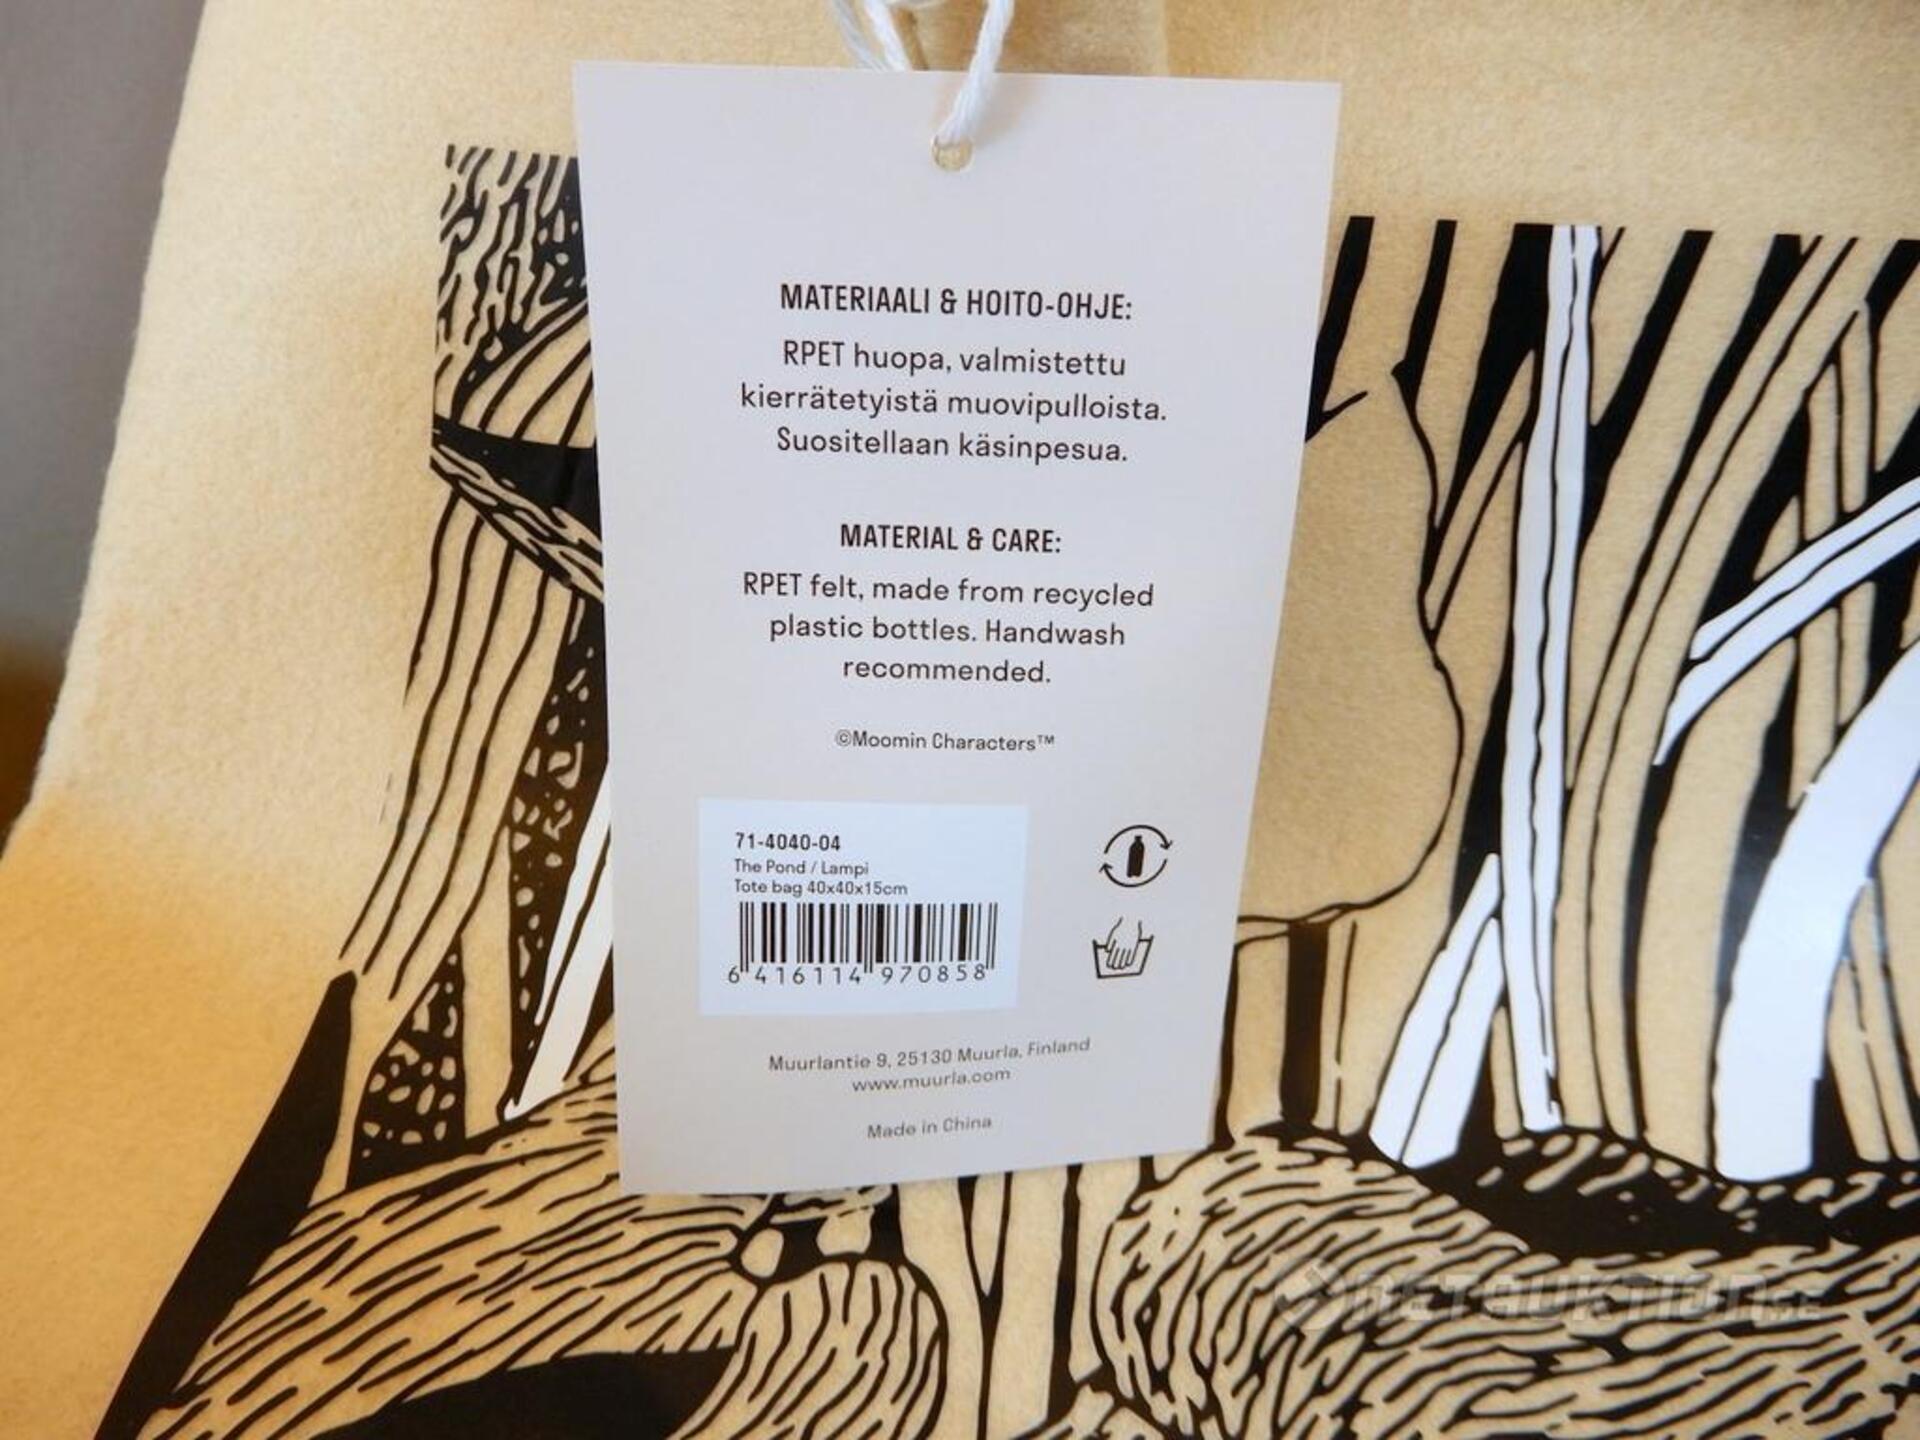 MATERIAALI & HOITO-OHJE:
RPET huopa, valmistettu
kierrätetyistä muovipulloista.
Suositellaan käsinpesua.
MATERIAL & CARE:
RPET felt, made from recycled
plastic bottles. Handwash
recommended.
©Moomin Characters™
71-4040-04
The Pond / Lampi
Tote bag 40x40x15cm
6 416114 970858
Muurlantie 9, 25130 Muurla, Finland
www.muurla.com
Made in China
NETAUKTION.SE